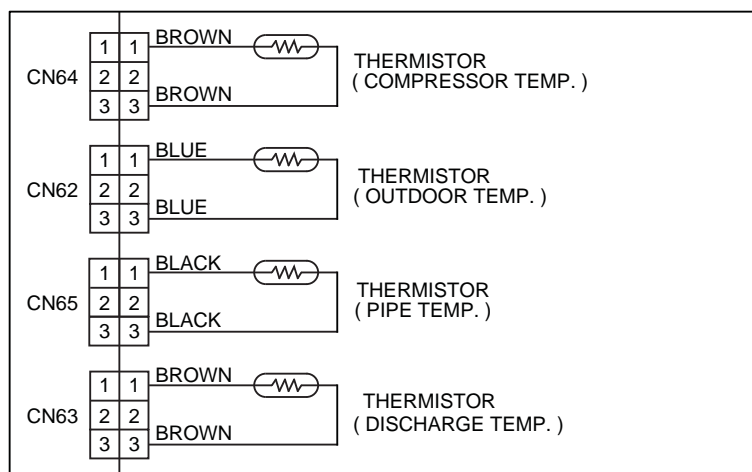 1 1 BROWN
THERMISTOR
CN64 2 2 ( COMPRESSOR TEMP. )
3 3 BROWN
1 1 BLUE
THERMISTOR
CN62 2 2 ( OUTDOOR TEMP. )
3 3 BLUE
1 1 BLACK
THERMISTOR
CN65 2 2 ( PIPE TEMP. )
3 3 BLACK
1 1 BROWN
THERMISTOR
CN63 2 2 ( DISCHARGE TEMP. )
3 3 BROWN